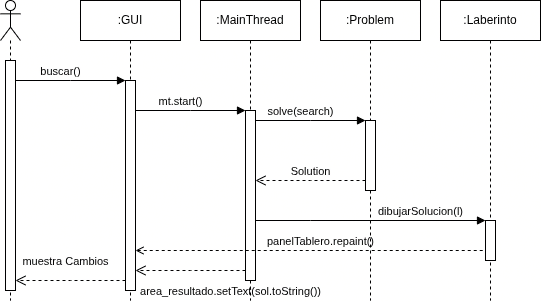 :GUI
:MainThread
:Problem
:Laberinto
buscar()
mt.start()
solve(search)
Solution
dibujarSolucion(l)
panelTablero.repaint()
muestra Cambios
area_resultado.setText(sol.toString())